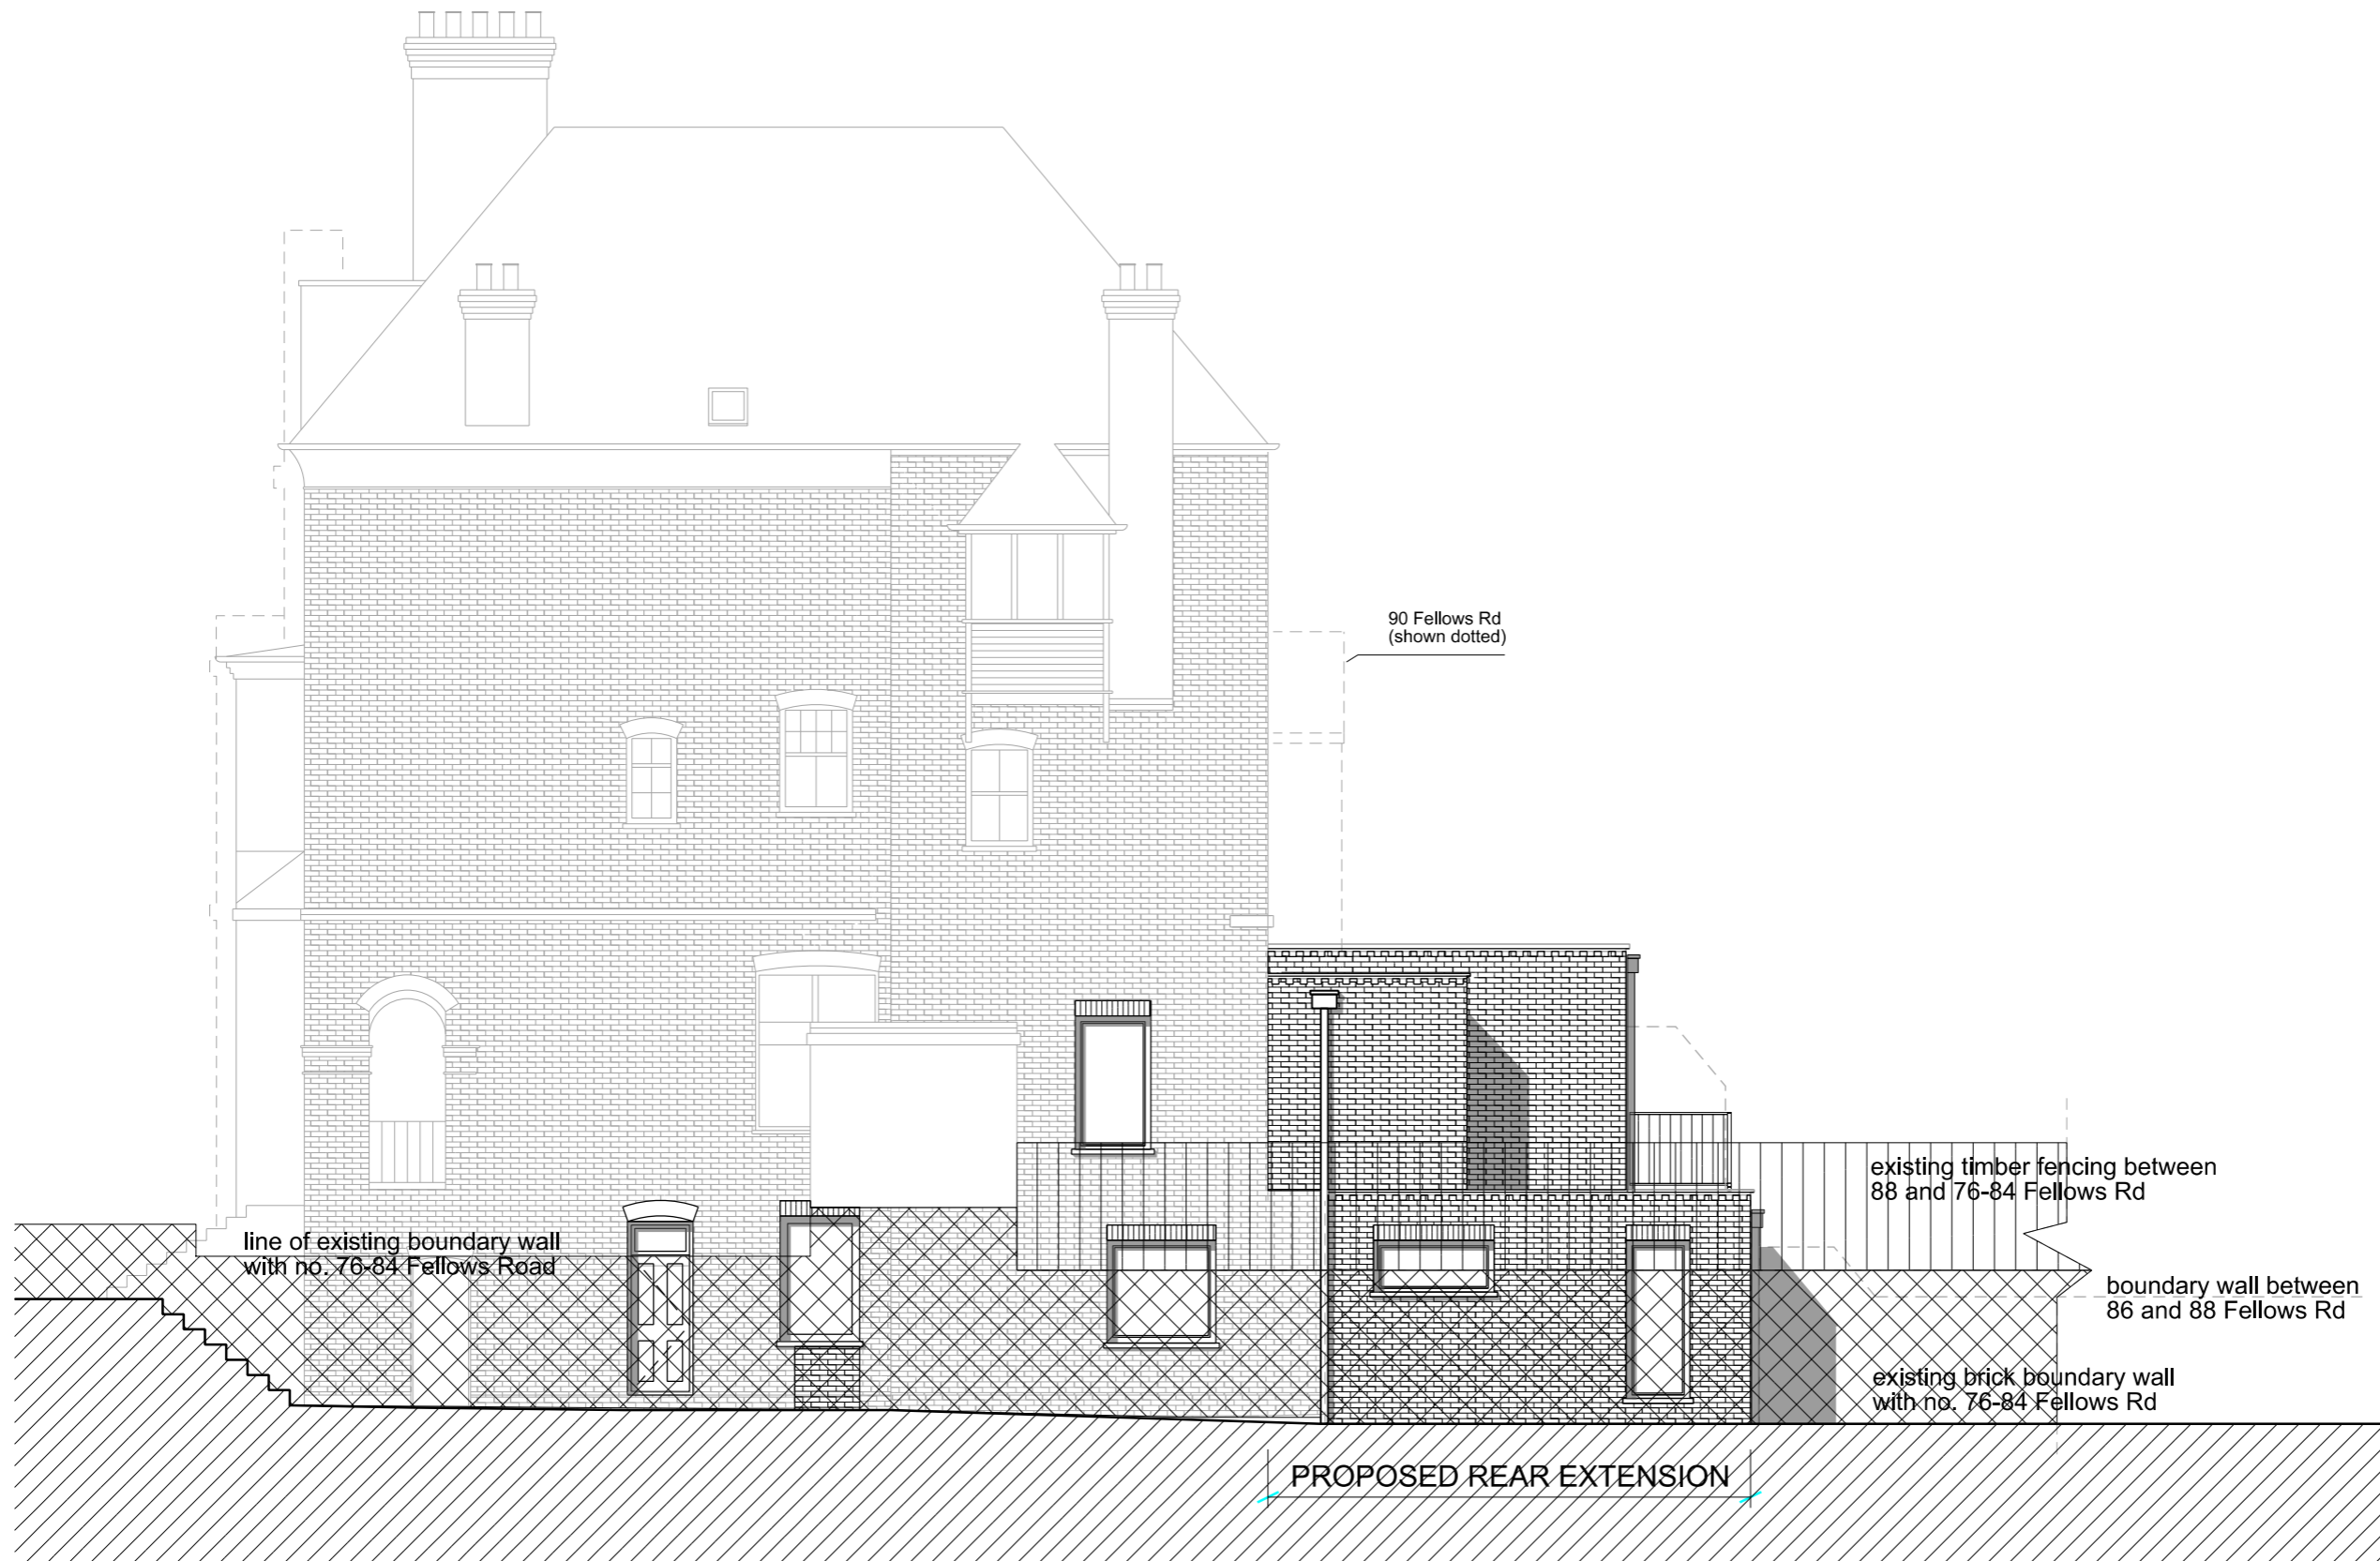 90 Fellows Rd
(shown dotted)
existing timber fencing between
88 and 76-84 Fellows Rd
line of existing boundary wall
with no. 76-84 Fellows Road
boundary wall between
86 and 88 Fellows Rd
existing brick boundary wall
with no. 76-84 Fellows Rd
PROPOSED REAR EXTENSION